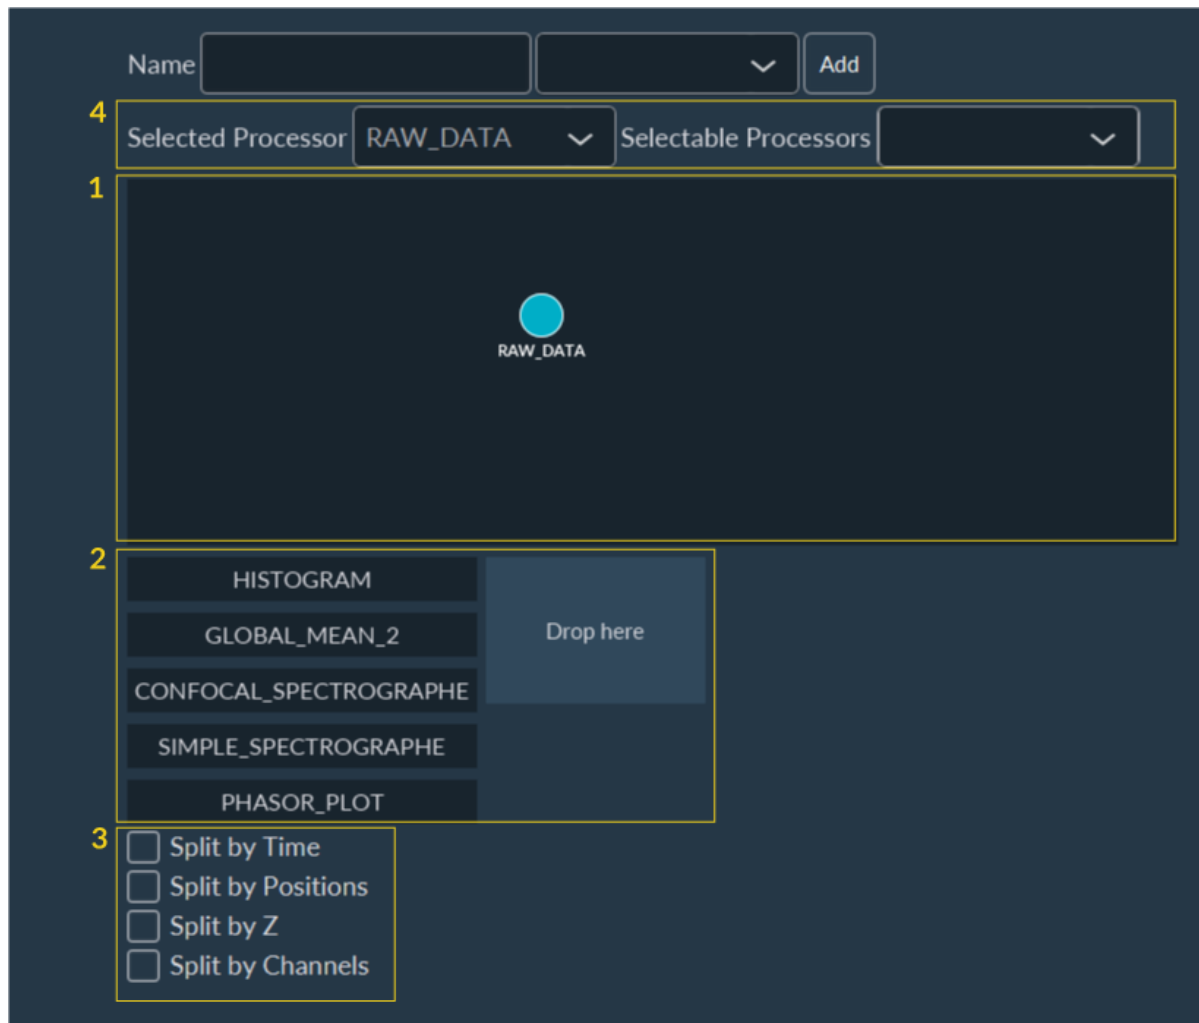 Name Add
4
Selected Processor RAW_DATA Selectable Processors
1
RAW_DATA
2
HISTOGRAM
GLOBAL_MEAN_2
Drop here
CONFOCAL_SPECTROGRAPHE
SIMPLE_SPECTROGRAPHE
PHASOR_PLOT
3
Split by Time
Split by Positions
Split by Z
Split by Channels